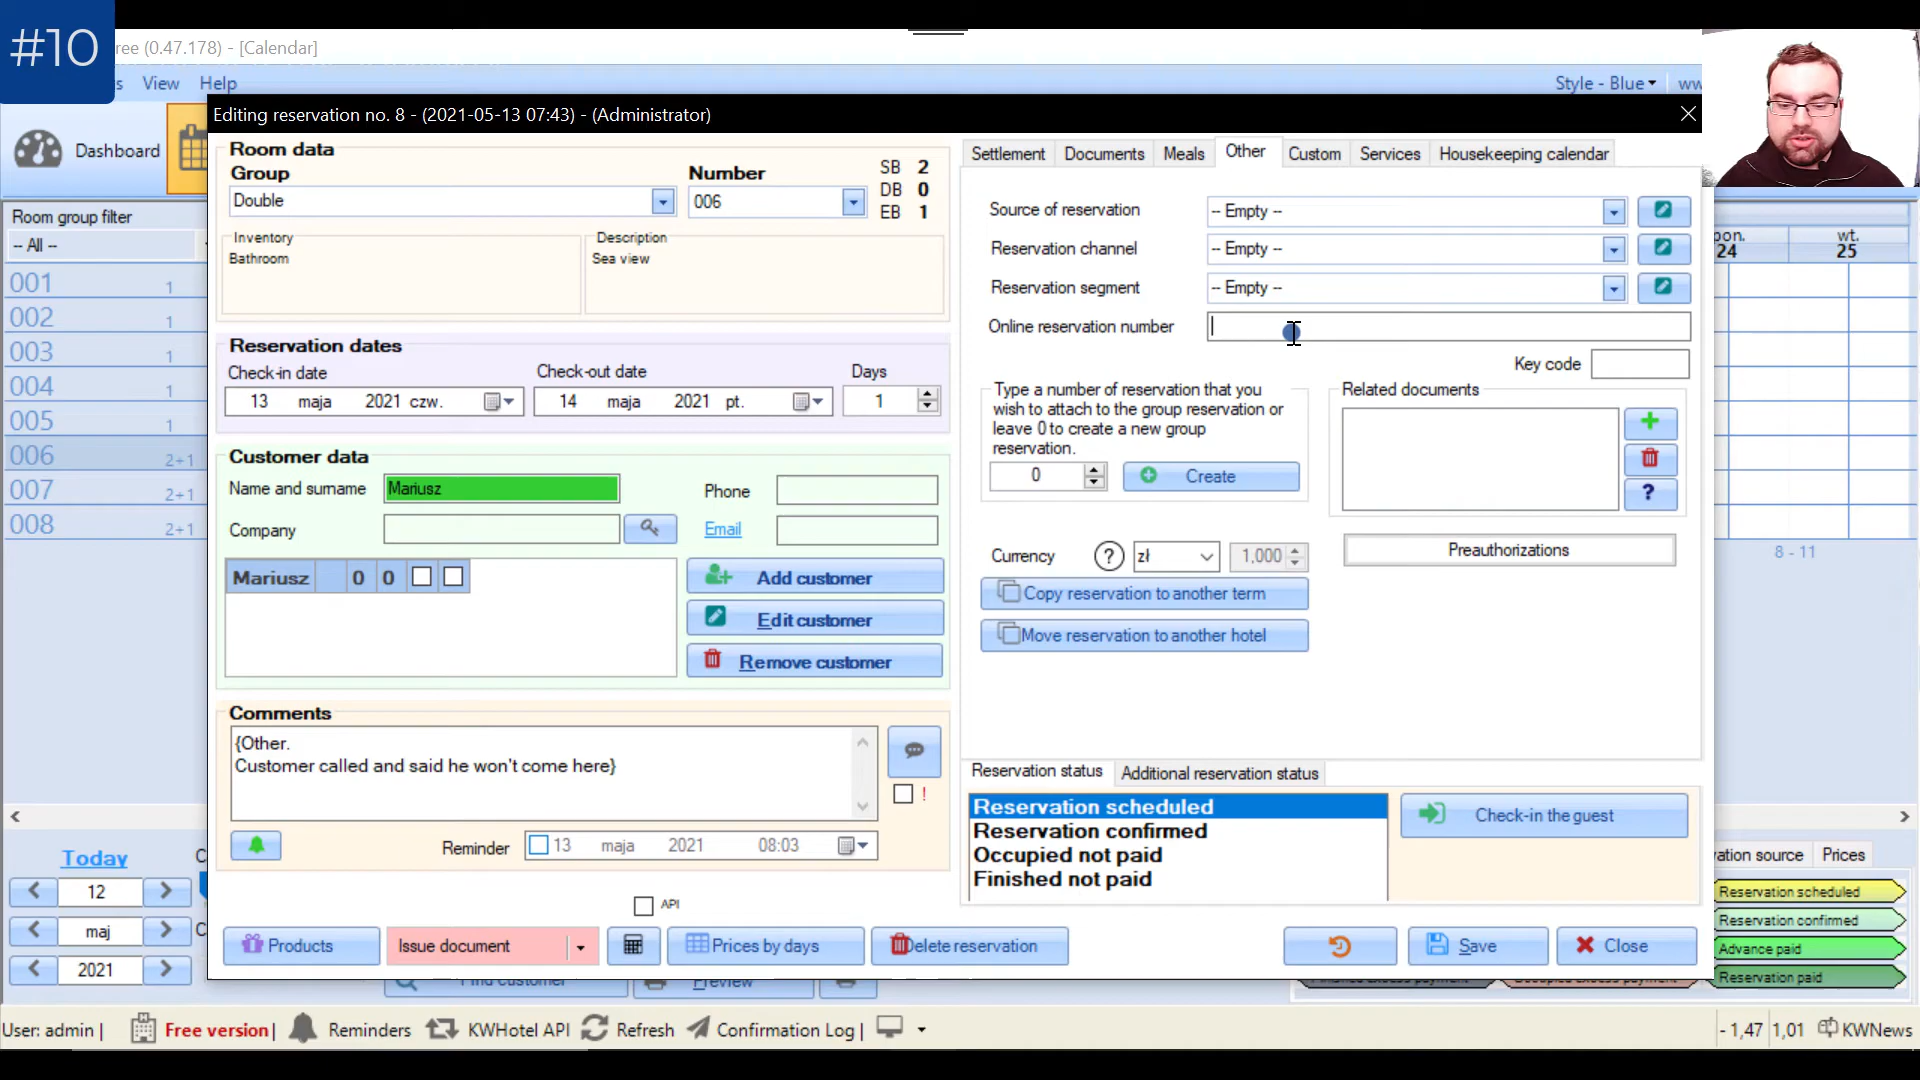 #10
ree (0.47.178) - [Calendar]
s View Help
Style - Blue
ww
Editing reservation no. 8 - (2021-05-13 07:43) - (Administrator)
Dashboard
Room group filter
-- All --
001 1
002 1
003 1
004 1
005 1
006 2+1
007 2+1
008 2+1
Room data
Group
Double
Number
006
SB 2
DB 0
EB 1
Inventory
Bathroom
Description
Sea view
Reservation dates
Check-in date
13 maja 2021 czw.
Check-out date
14 maja 2021 pt.
Days
1
Customer data
Name and surname
Mariusz
Company
Phone
Email
Mariusz 0 0
Add customer
Edit customer
Remove customer
Comments
{Other.
Customer called and said he won't come here}
!
Reminder
13 maja 2021 08:03
API
Products
Issue document
Prices by days
Delete reservation
Settlement Documents Meals Other Custom Services Housekeeping calendar
Source of reservation
-- Empty --
Reservation channel
-- Empty --
Reservation segment
-- Empty --
Online reservation number
Key code
Type a number of reservation that you
wish to attach to the group reservation or
leave 0 to create a new group
reservation.
0
Create
Related documents
?
Currency ? zł 1,000
Preauthorizations
Copy reservation to another term
Move reservation to another hotel
Reservation status
Additional reservation status
Reservation scheduled
Reservation confirmed
Occupied not paid
Finished not paid
Check-in the guest
Save
Close
pon.
24
wt.
25
8 - 11
Today
12
maj
2021
C
C
Find customer
Preview
vation source Prices
Reservation scheduled
Reservation confirmed
Advance paid
Reservation paid
Finished excess payment
Occupied excess payment
User: admin |
Free version |
Reminders
KWHotel API
Refresh
Confirmation Log |
- 1,47 1,01
KWNews